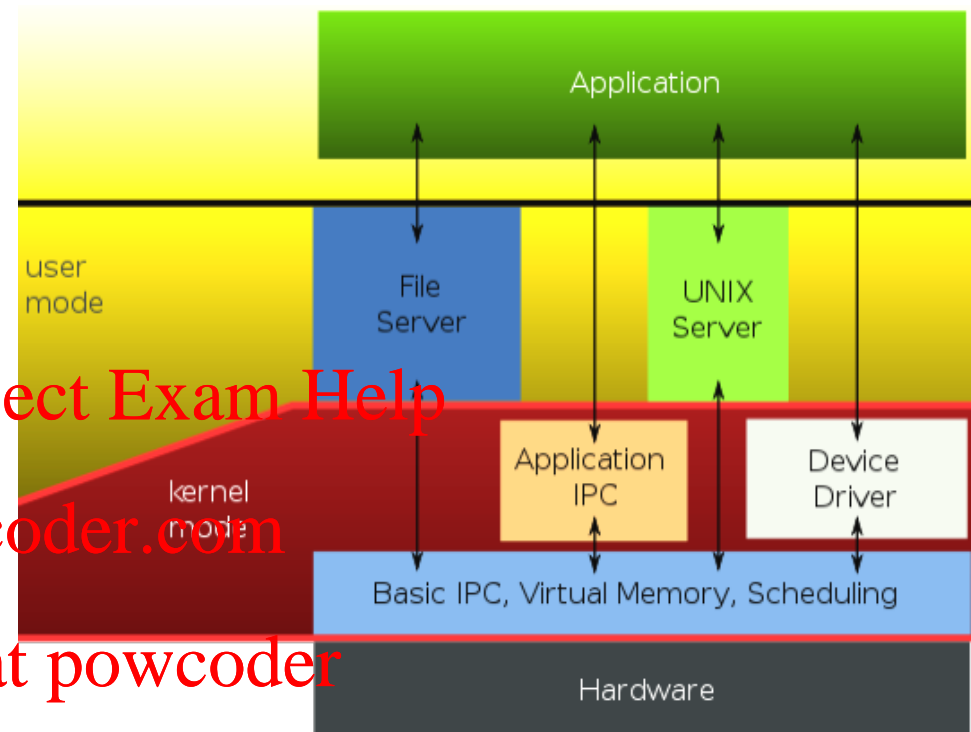 Application
user
mode
File
Server
UNIX
Server
ect Exam Help
Application
IPC
Device
Driver
kernel
mode
coder.com
Basic IPC, Virtual Memory, Scheduling
at powcoder
Hardware